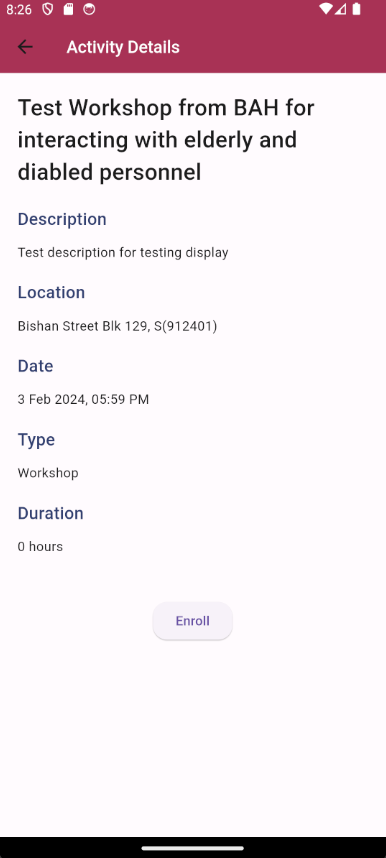 8:26
Activity Details
Test Workshop from BAH for
interacting with elderly and
diabled personnel
Description
Test description for testing display
Location
Bishan Street Blk 129, S(912401)
Date
3 Feb 2024, 05:59 PM
Type
Workshop
Duration
0 hours
Enroll